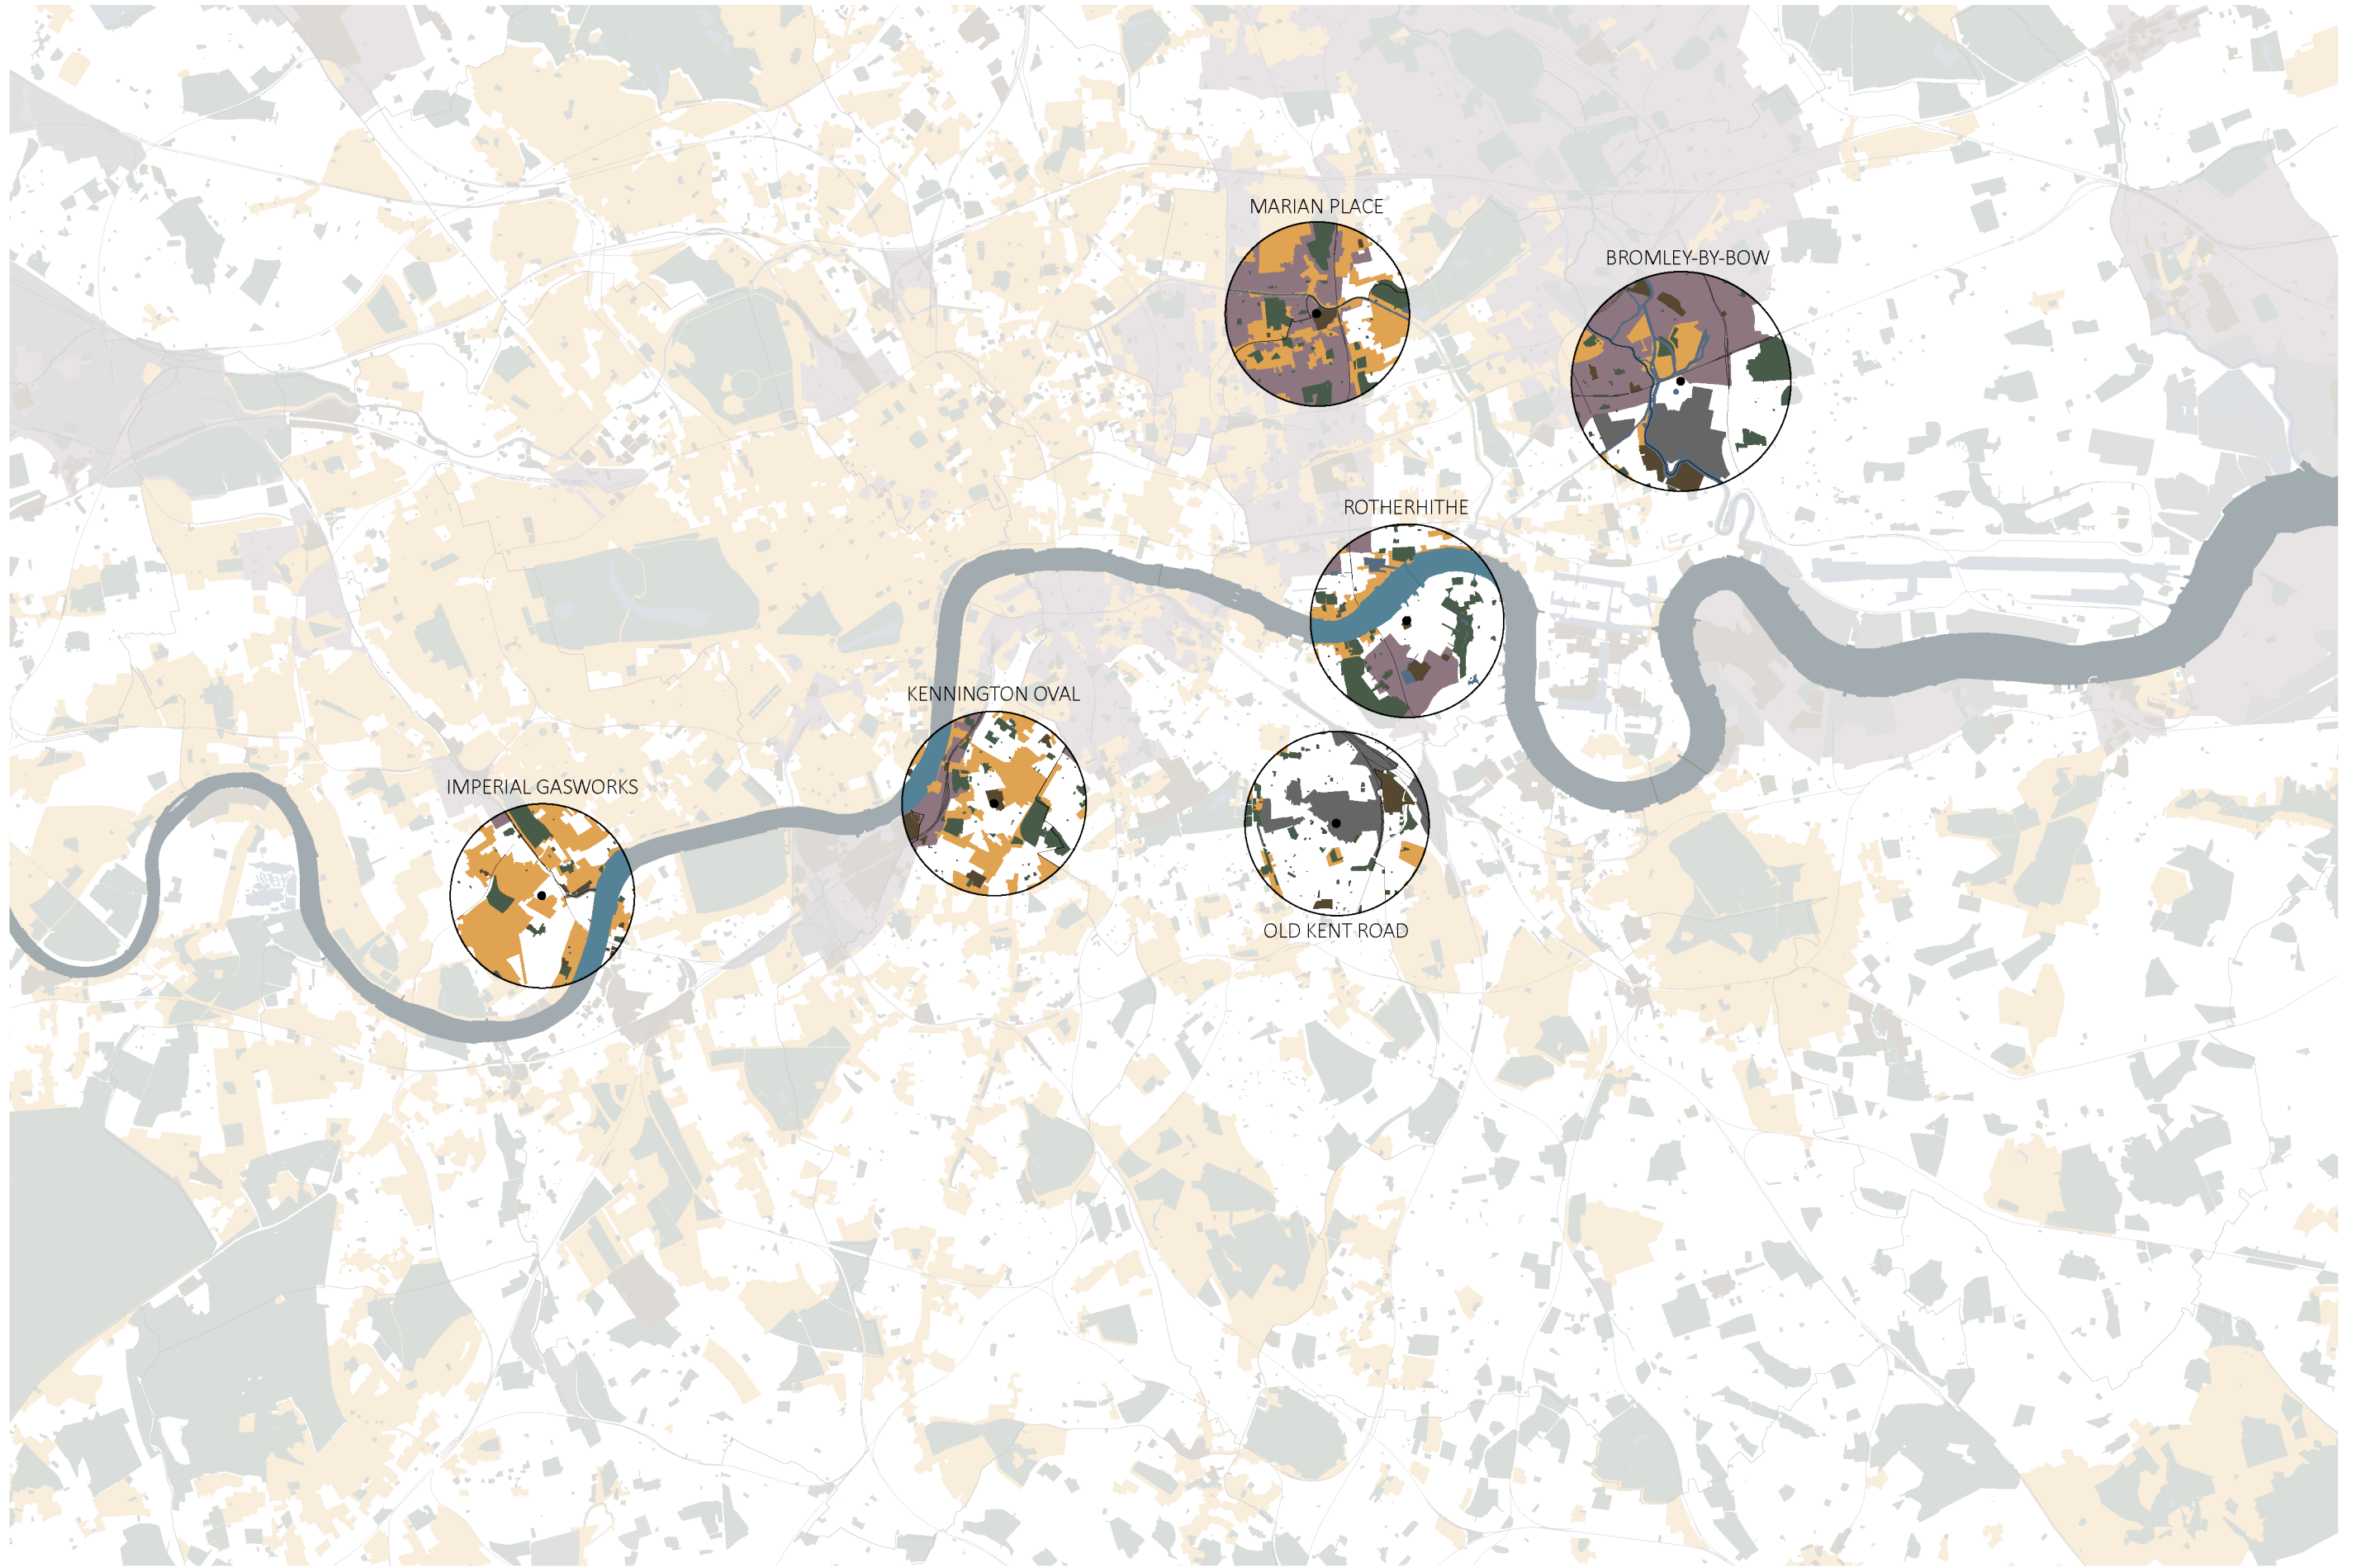 MARIAN PLACE
BROMLEY-BY-BOW
ROTHERHITHE
KENNINGTON OVAL
IMPERIAL GASWORKS
OLD KENT ROAD